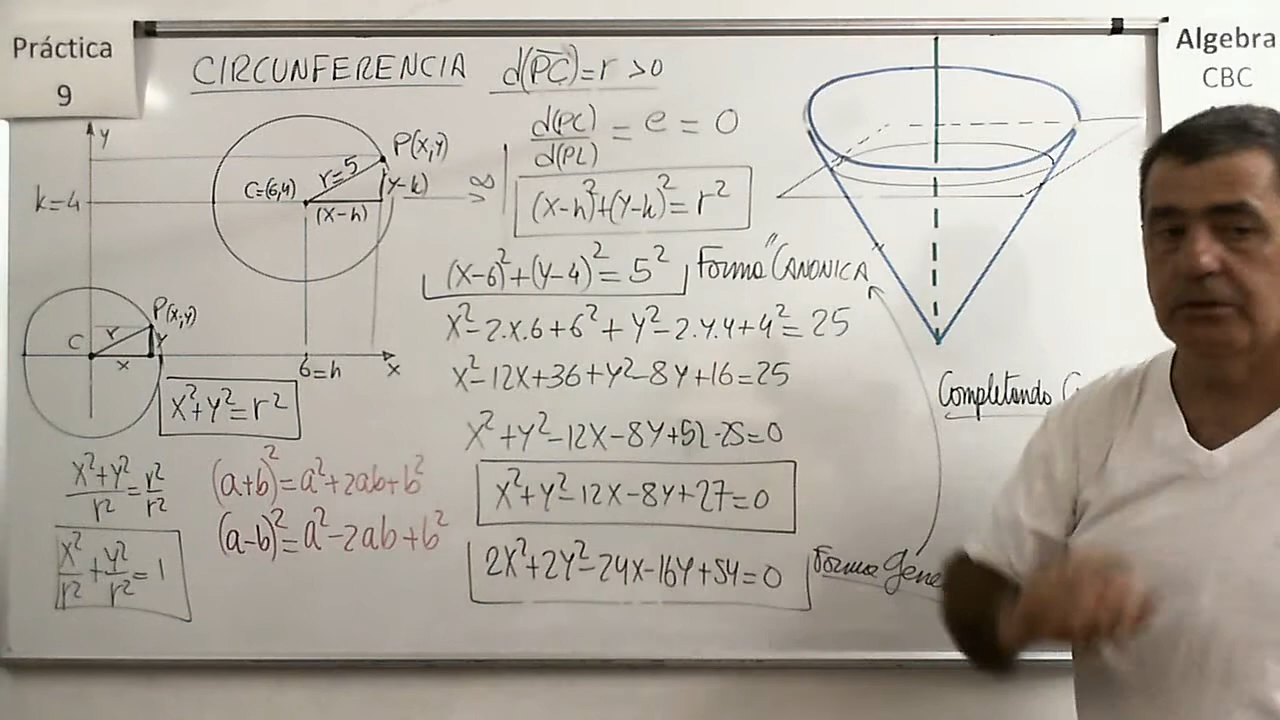 Práctica
9
Algebra
CBC
CIRCUNFERENCIA d(PC)=r >0
d(PC)/d(PL) = e = 0
∞
(x-h)²+(y-k)²=r²
y
k=4
C=(6,4)
r=5
P(x,y)
(y-k)
(x-h)
6=h
x
C
r
P(x,y)
y
x
x²+y²=r²
(x-6)²+(y-4)²=5² Forma "CANONICA
x²-2.x.6+6²+y²-2.y.4+4²=25
x²-12x+36+y²-8y+16=25
Completando
x²+y²-12x-8y+52-25=0
x²+y²-12x-8y+27=0
2x²+2y²-24x-16y+54=0
Forma Gene
(x²+y²)/r²=r²/r²
x²/r²+y²/r²=1
(a+b)²=a²+2ab+b²
(a-b)²=a²-2ab+b²